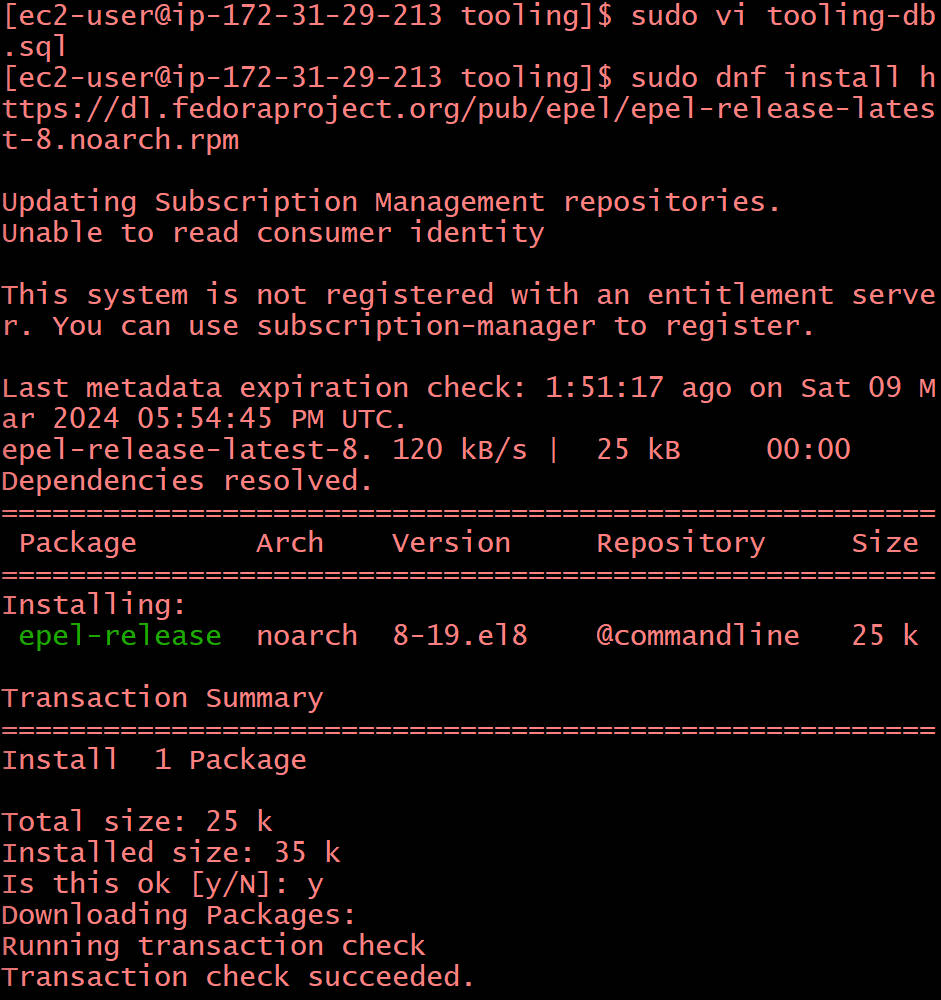 [ec2-user@ip-172-31-29-213 tooling]$ sudo vi tooling-db
.sql
[ec2-user@ip-172-31-29-213 tooling]$ sudo dnf install h
ttps://dl.fedoraproject.org/pub/epel/epel-release-lates
t-8.noarch.rpm
Updating Subscription Management repositories.
Unable to read consumer identity
This system is not registered with an entitlement serve
r. You can use subscription-manager to register.
Last metadata expiration check: 1:51:17 ago on Sat 09 M
ar 2024 05:54:45 PM UTC.
epel-release-latest-8. 120 kB/s |  25 kB     00:00
Dependencies resolved.
=======================================================
 Package       Arch    Version     Repository     Size
=======================================================
Installing:
 epel-release  noarch  8-19.el8    @commandline   25 k
Transaction Summary
=======================================================
Install  1 Package
Total size: 25 k
Installed size: 35 k
Is this ok [y/N]: y
Downloading Packages:
Running transaction check
Transaction check succeeded.